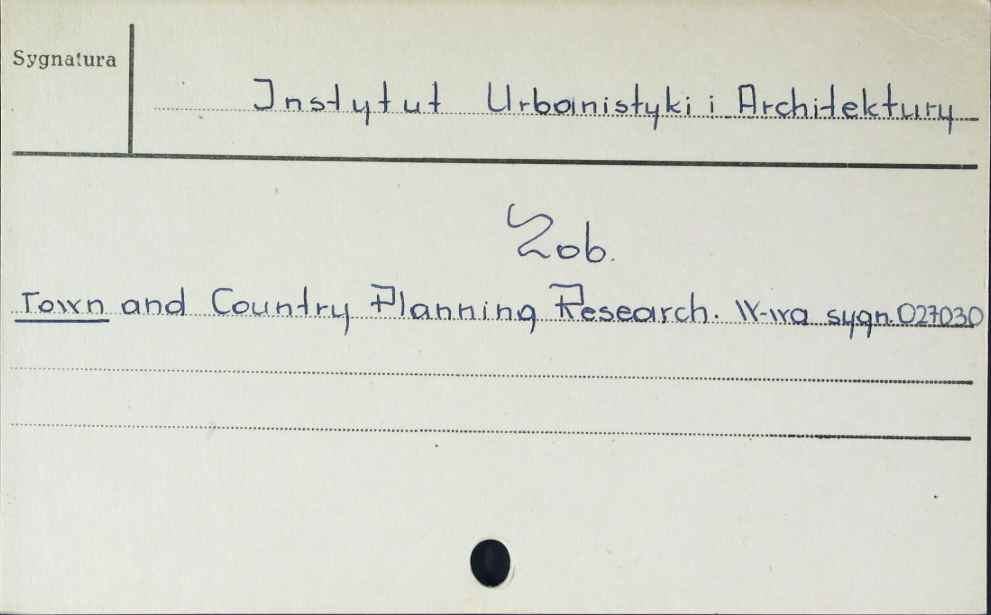 Sygnatura
Instytut Urbanistyki i Architektury
Zob.
Town and Country Planning Research. W-wa sygn. 027030